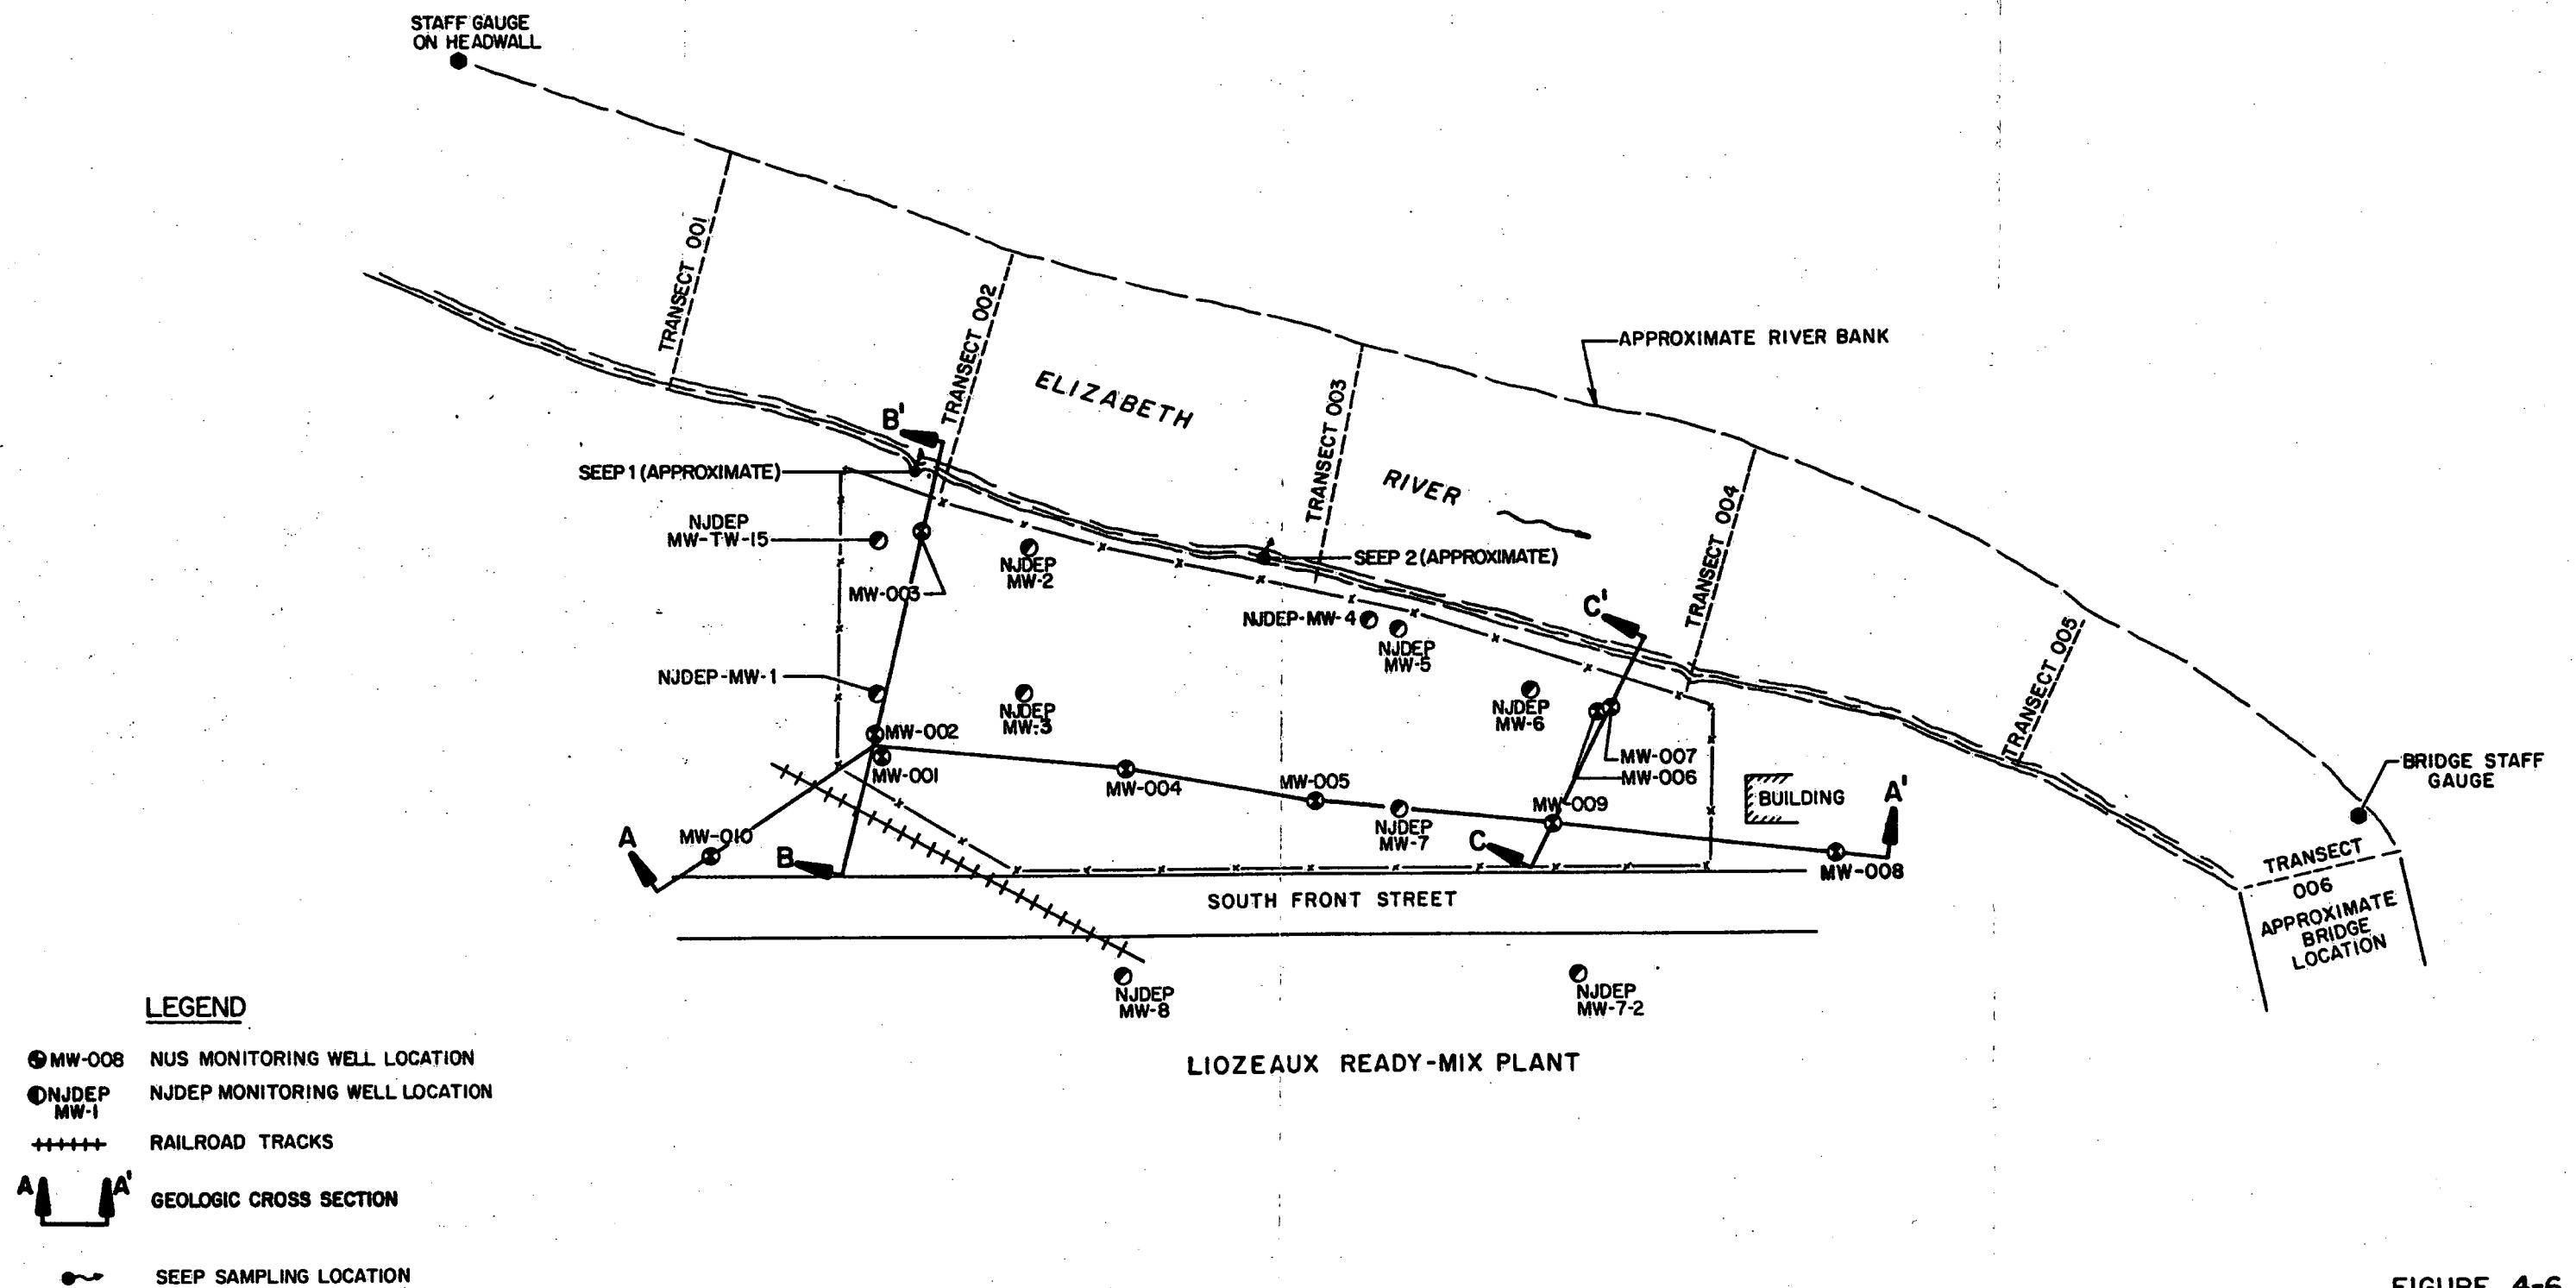 STAFF GAUGE
ON HEADWALL
TRANSECT 001
TRANSECT 002
ELIZABETH
TRANSECT 003
APPROXIMATE RIVER BANK
RIVER
TRANSECT 004
B'
SEEP 1 (APPROXIMATE)
NJDEP
MW-TW-15
NJDEP
MW-2
SEEP 2 (APPROXIMATE)
MW-003
NJDEP-MW-4
NJDEP
MW-5
C'
TRANSECT 005
NJDEP-MW-1
NJDEP
MW-3
NJDEP
MW-6
MW-002
MW-001
MW-004
MW-005
MW-007
MW-006
MW-009
BUILDING
A'
BRIDGE STAFF
GAUGE
A
MW-010
B
NJDEP
MW-7
C
MW-008
TRANSECT
006
APPROXIMATE
BRIDGE
LOCATION
SOUTH FRONT STREET
NJDEP
MW-8
NJDEP
MW-7-2
LIOZEAUX READY-MIX PLANT
LEGEND
MW-008 NUS MONITORING WELL LOCATION
NJDEP
MW-1 NJDEP MONITORING WELL LOCATION
RAILROAD TRACKS
A A' GEOLOGIC CROSS SECTION
SEEP SAMPLING LOCATION
FIGURE 4-6